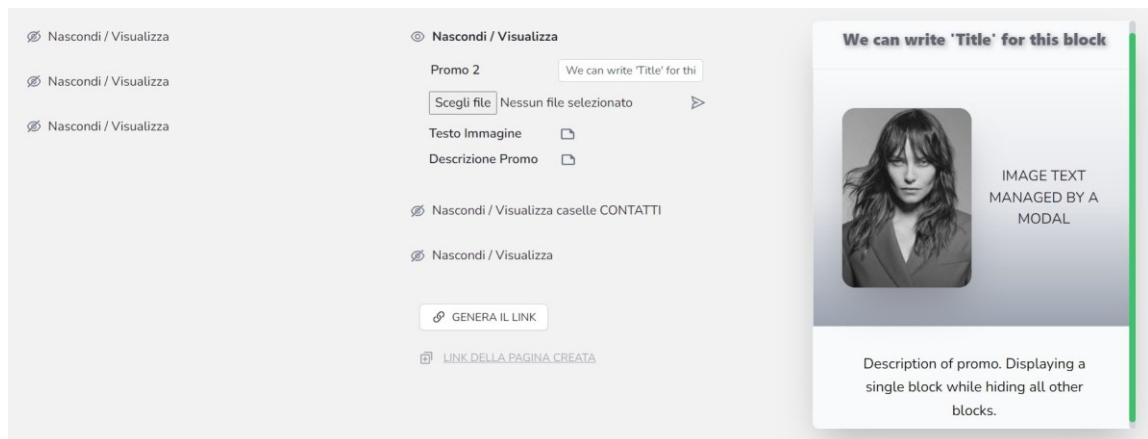 Nascondi / Visualizza
Nascondi / Visualizza
Nascondi / Visualizza
Nascondi / Visualizza
Promo 2
We can write 'Title' for thi
Scegli file Nessun file selezionato
Testo Immagine
Descrizione Promo
Nascondi / Visualizza caselle CONTATTI
Nascondi / Visualizza
GENERA IL LINK
LINK DELLA PAGINA CREATA
We can write 'Title' for this block
IMAGE TEXT
MANAGED BY A
MODAL
Description of promo. Displaying a
single block while hiding all other
blocks.